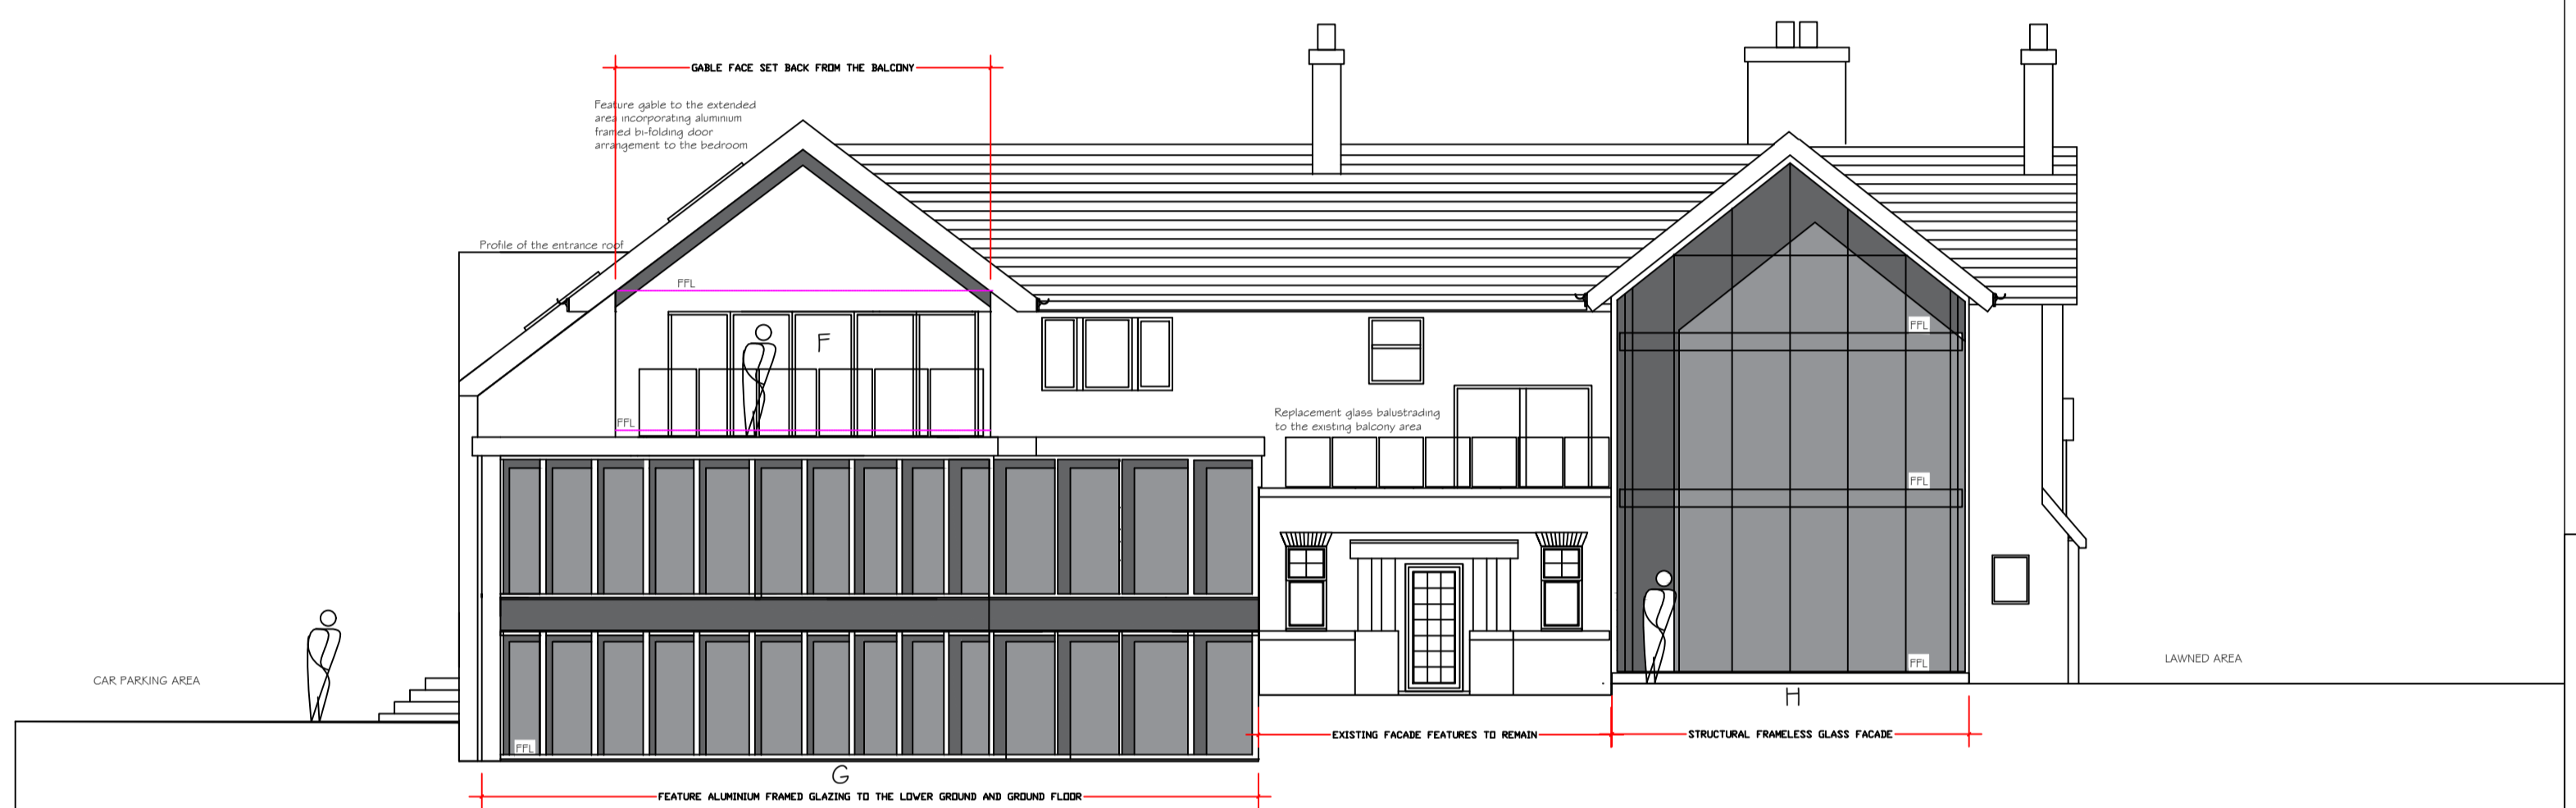 GABLE FACE SET BACK FROM THE BALCONY
Feature gable to the extended
area incorporating aluminium
framed bi-folding door
arrangement to the bedroom
Profile of the entrance roof
FFL
F
FFL
Replacement glass balustrading
to the existing balcony area
FFL
FFL
FFL
CAR PARKING AREA
LAWNED AREA
H
EXISTING FACADE FEATURES TO REMAIN
STRUCTURAL FRAMELESS GLASS FACADE
FFL
G
FEATURE ALUMINIUM FRAMED GLAZING TO THE LOWER GROUND AND GROUND FLOOR